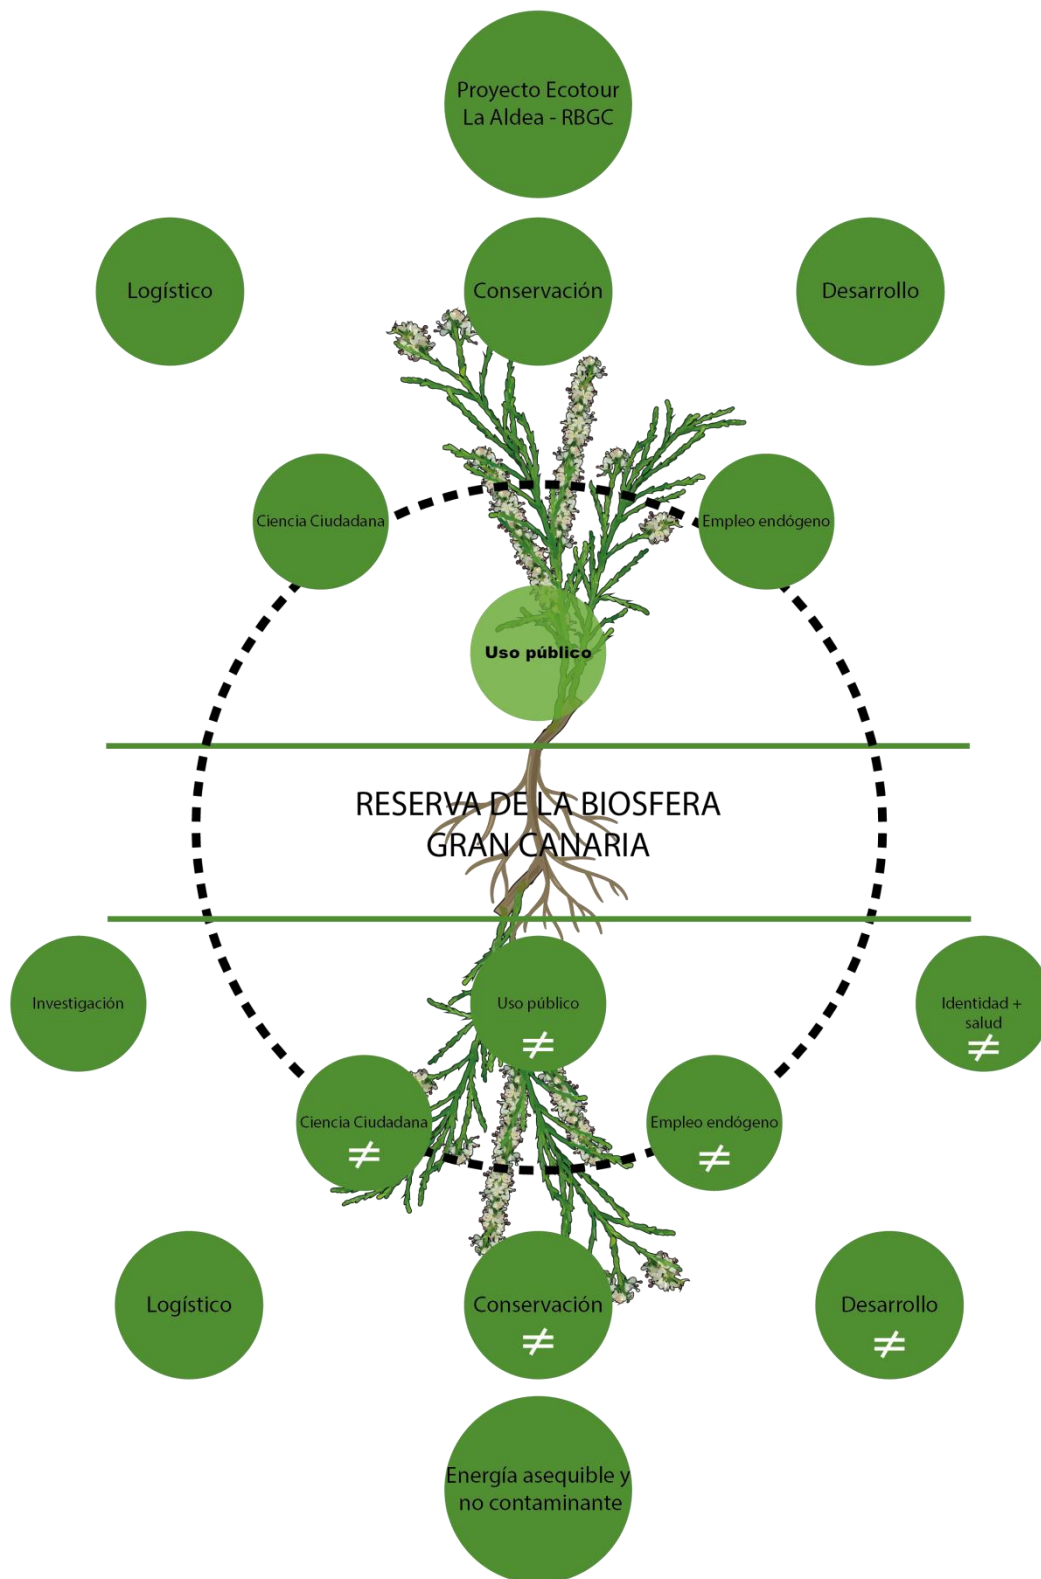 Proyecto Ecotour
La Aldea - RBGC
Logístico
Conservación
Desarrollo
Ciencia Ciudadana
Empleo endógeno
Uso público
RESERVA DE LA BIOSFERA
GRAN CANARIA
Investigación
Uso público
≠
Identidad +
salud
≠
Ciencia Ciudadana
≠
Empleo endógeno
≠
Logístico
Conservación
≠
Desarrollo
≠
Energía asequible y
no contaminante